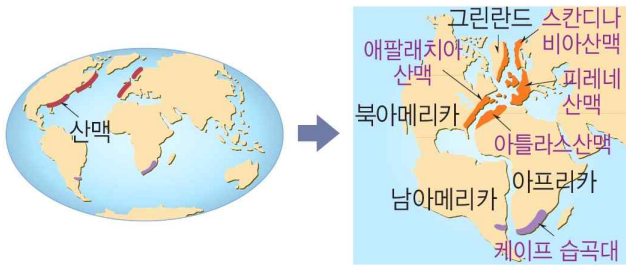 산맥
그린란드
스칸디나
비아산맥
애팔래치아
산맥
피레네
산맥
북아메리카
아틀라스산맥
아프리카
남아메리카
케이프 습곡대